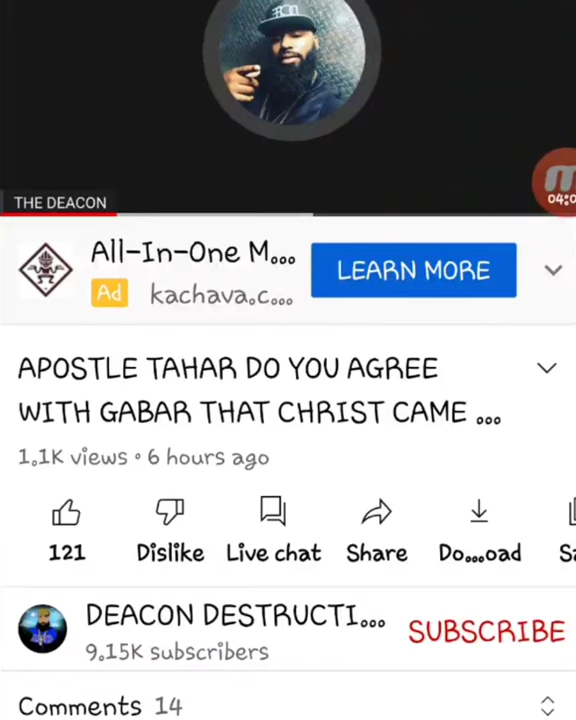 THE DEACON
04:0
All-In-One M...
LEARN MORE
Ad
kachava.c...
APOSTLE TAHAR DO YOU AGREE
WITH GABAR THAT CHRIST CAME ...
1.1K views • 6 hours ago
121
Dislike
Live chat
Share
Do...oad
Sa
DEACON DESTRUCTI...
SUBSCRIBE
9.15K subscribers
Comments 14